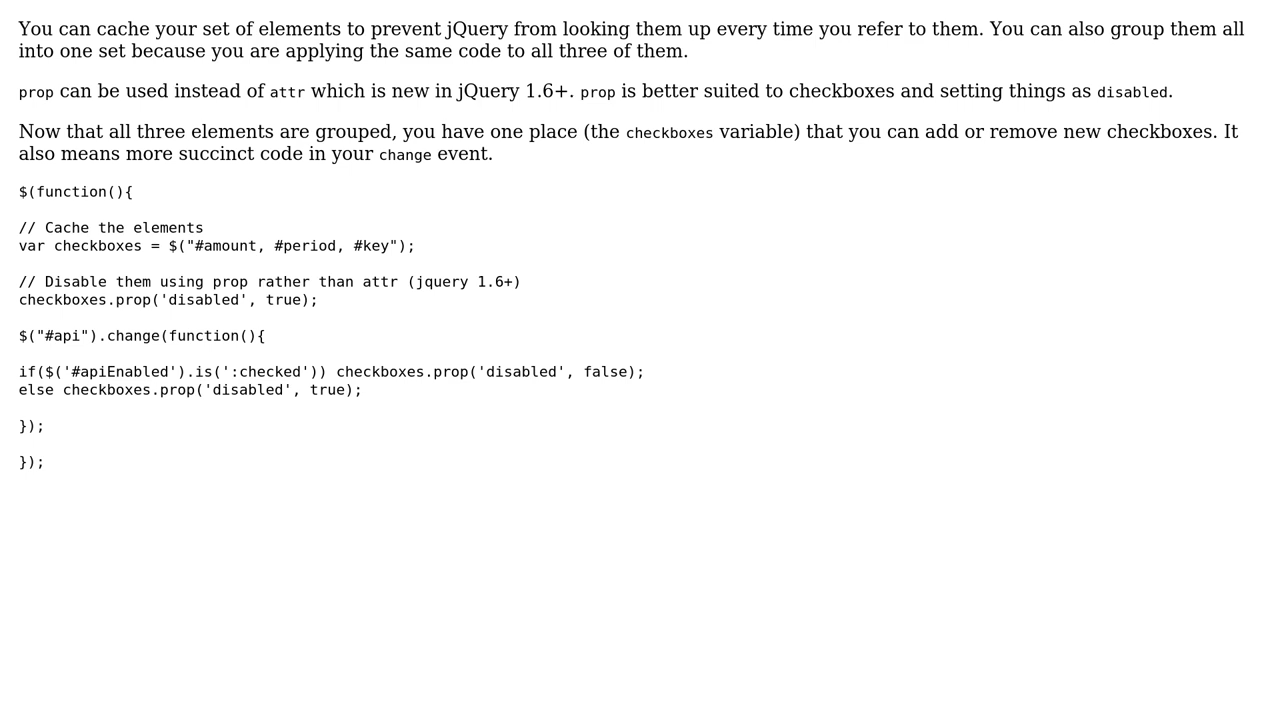 You can cache your set of elements to prevent jQuery from looking them up every time you refer to them. You can also group them all
into one set because you are applying the same code to all three of them.
prop can be used instead of attr which is new in jQuery 1.6+. prop is better suited to checkboxes and setting things as disabled.
Now that all three elements are grouped, you have one place (the checkboxes variable) that you can add or remove new checkboxes. It
also means more succinct code in your change event.
$(function(){
// Cache the elements
var checkboxes = $("#amount, #period, #key");
// Disable them using prop rather than attr (jquery 1.6+)
checkboxes.prop('disabled', true);
$("#api").change(function(){
if($('#apiEnabled').is(':checked')) checkboxes.prop('disabled', false);
else checkboxes.prop('disabled', true);
});
});